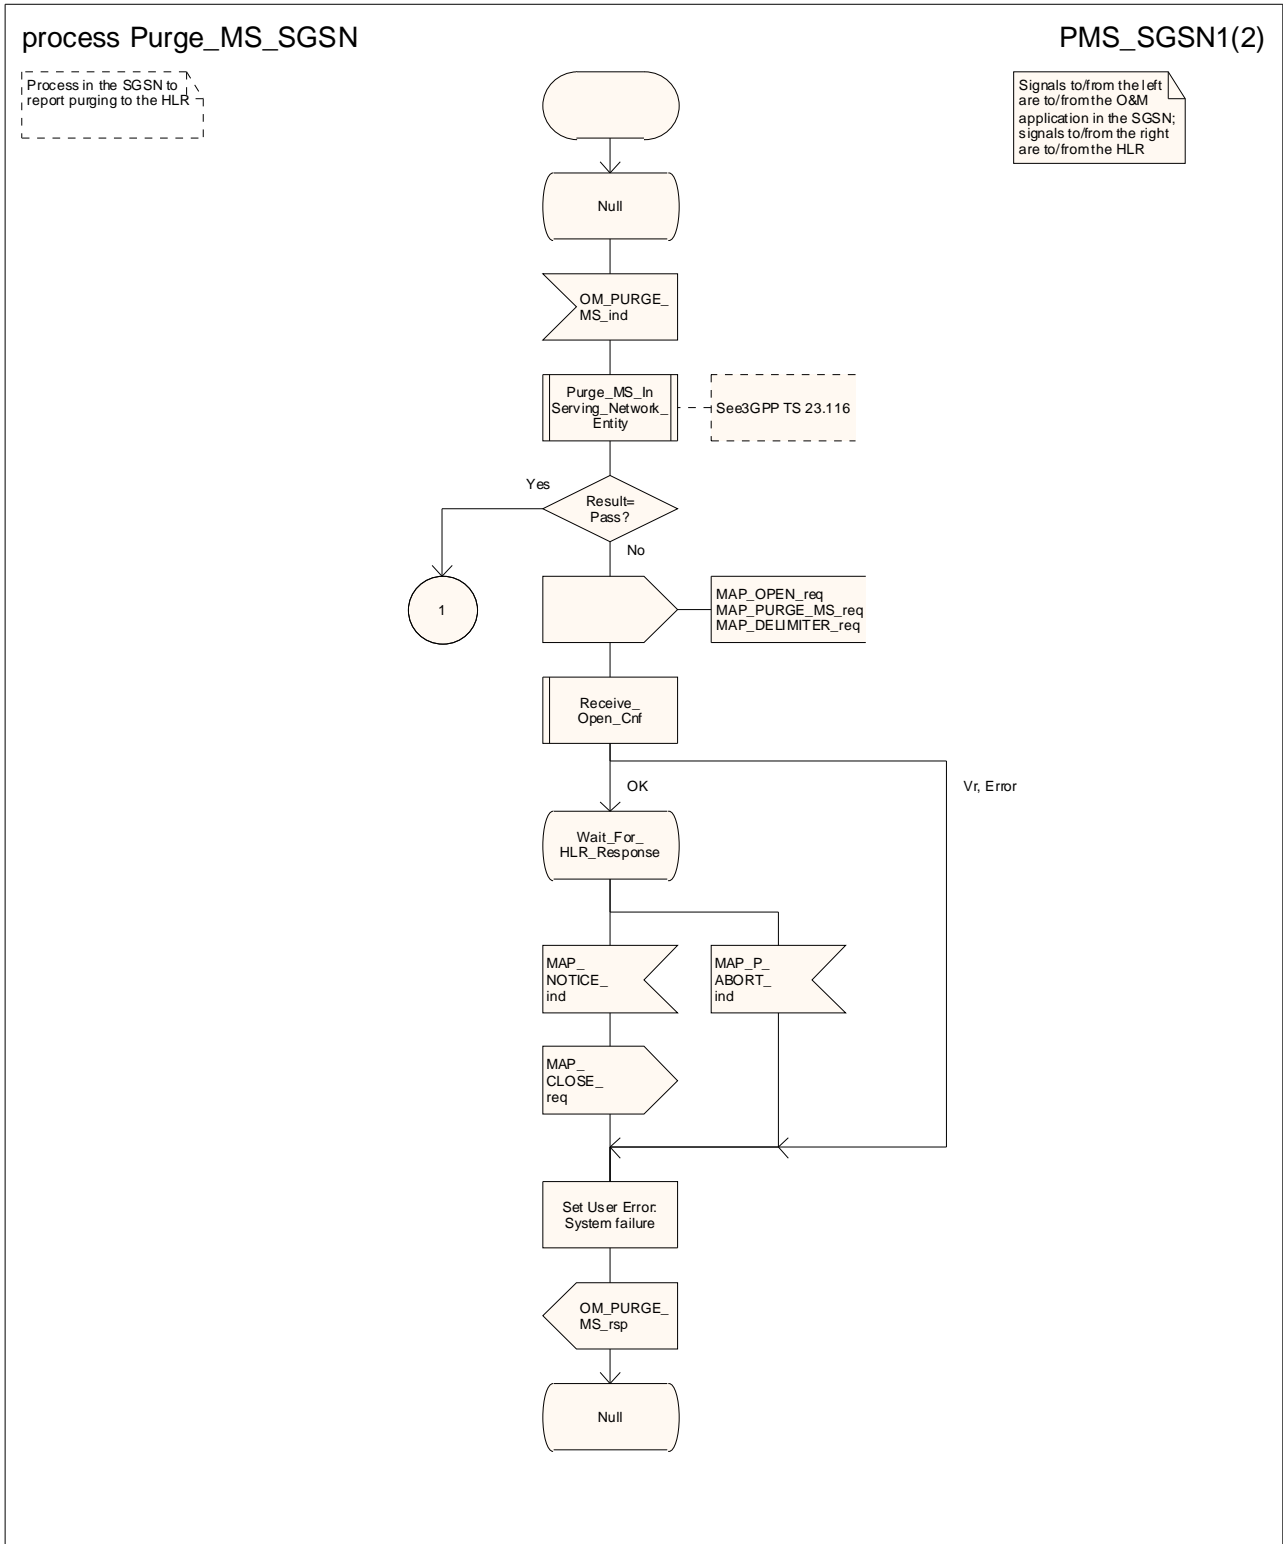 process Purge_MS_SGSN
PMS_SGSN1(2)
Process in the SGSN to
report purging to the HLR
Signals to/from the left
are to/from the O&M
application in the SGSN;
signals to/from the right
are to/from the HLR
Null
OM_PURGE_
MS_ind
Purge_MS_In
Serving_Network_
Entity
See3GPP TS 23.116
Yes
Result=
Pass?
No
1
MAP_OPEN_req
MAP_PURGE_MS_req
MAP_DELIMITER_req
Receive_
Open_Cnf
OK
Vr, Error
Wait_For_
HLR_Response
MAP_
NOTICE_
ind
MAP_P_
ABORT_
ind
MAP_
CLOSE_
req
Set User Error:
System failure
OM_PURGE_
MS_rsp
Null